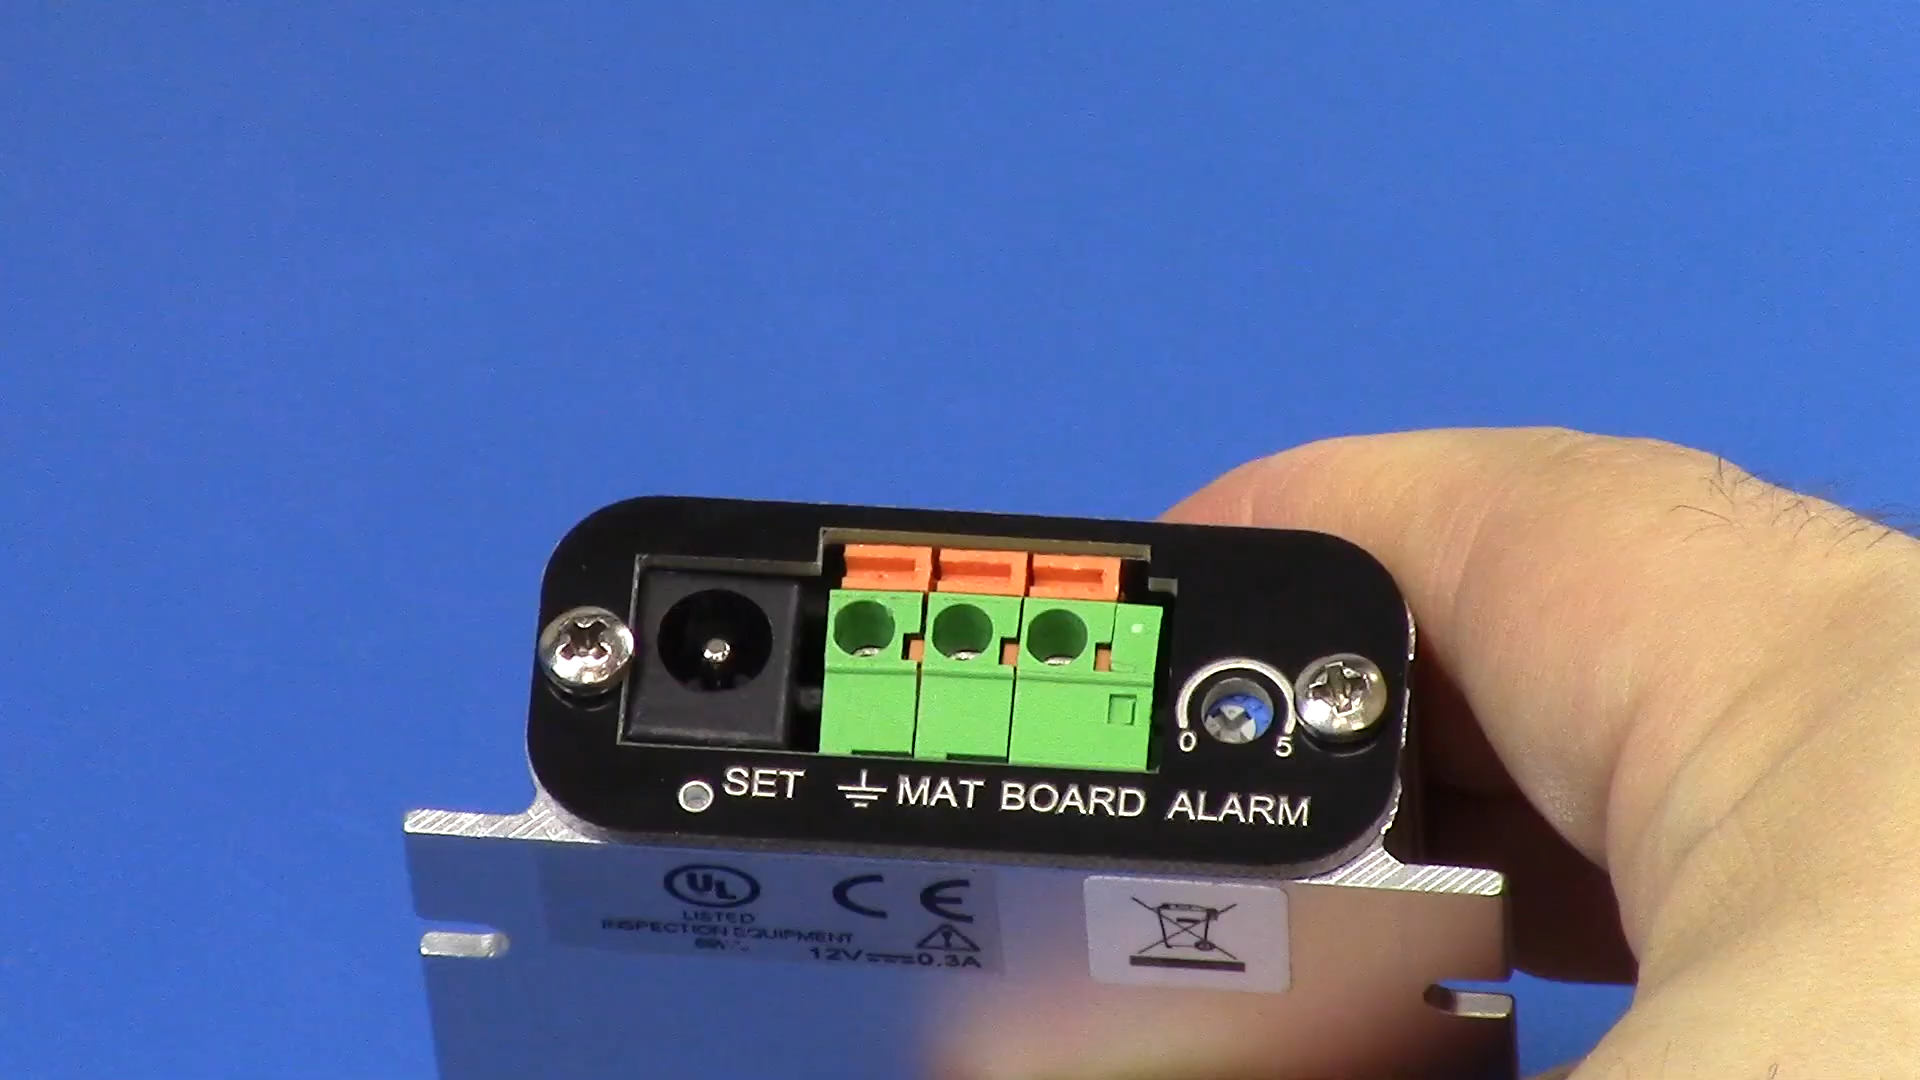 0 5
SET MAT BOARD ALARM
UL CE
LISTED
INSPECTION EQUIPMENT
12V 0.3A